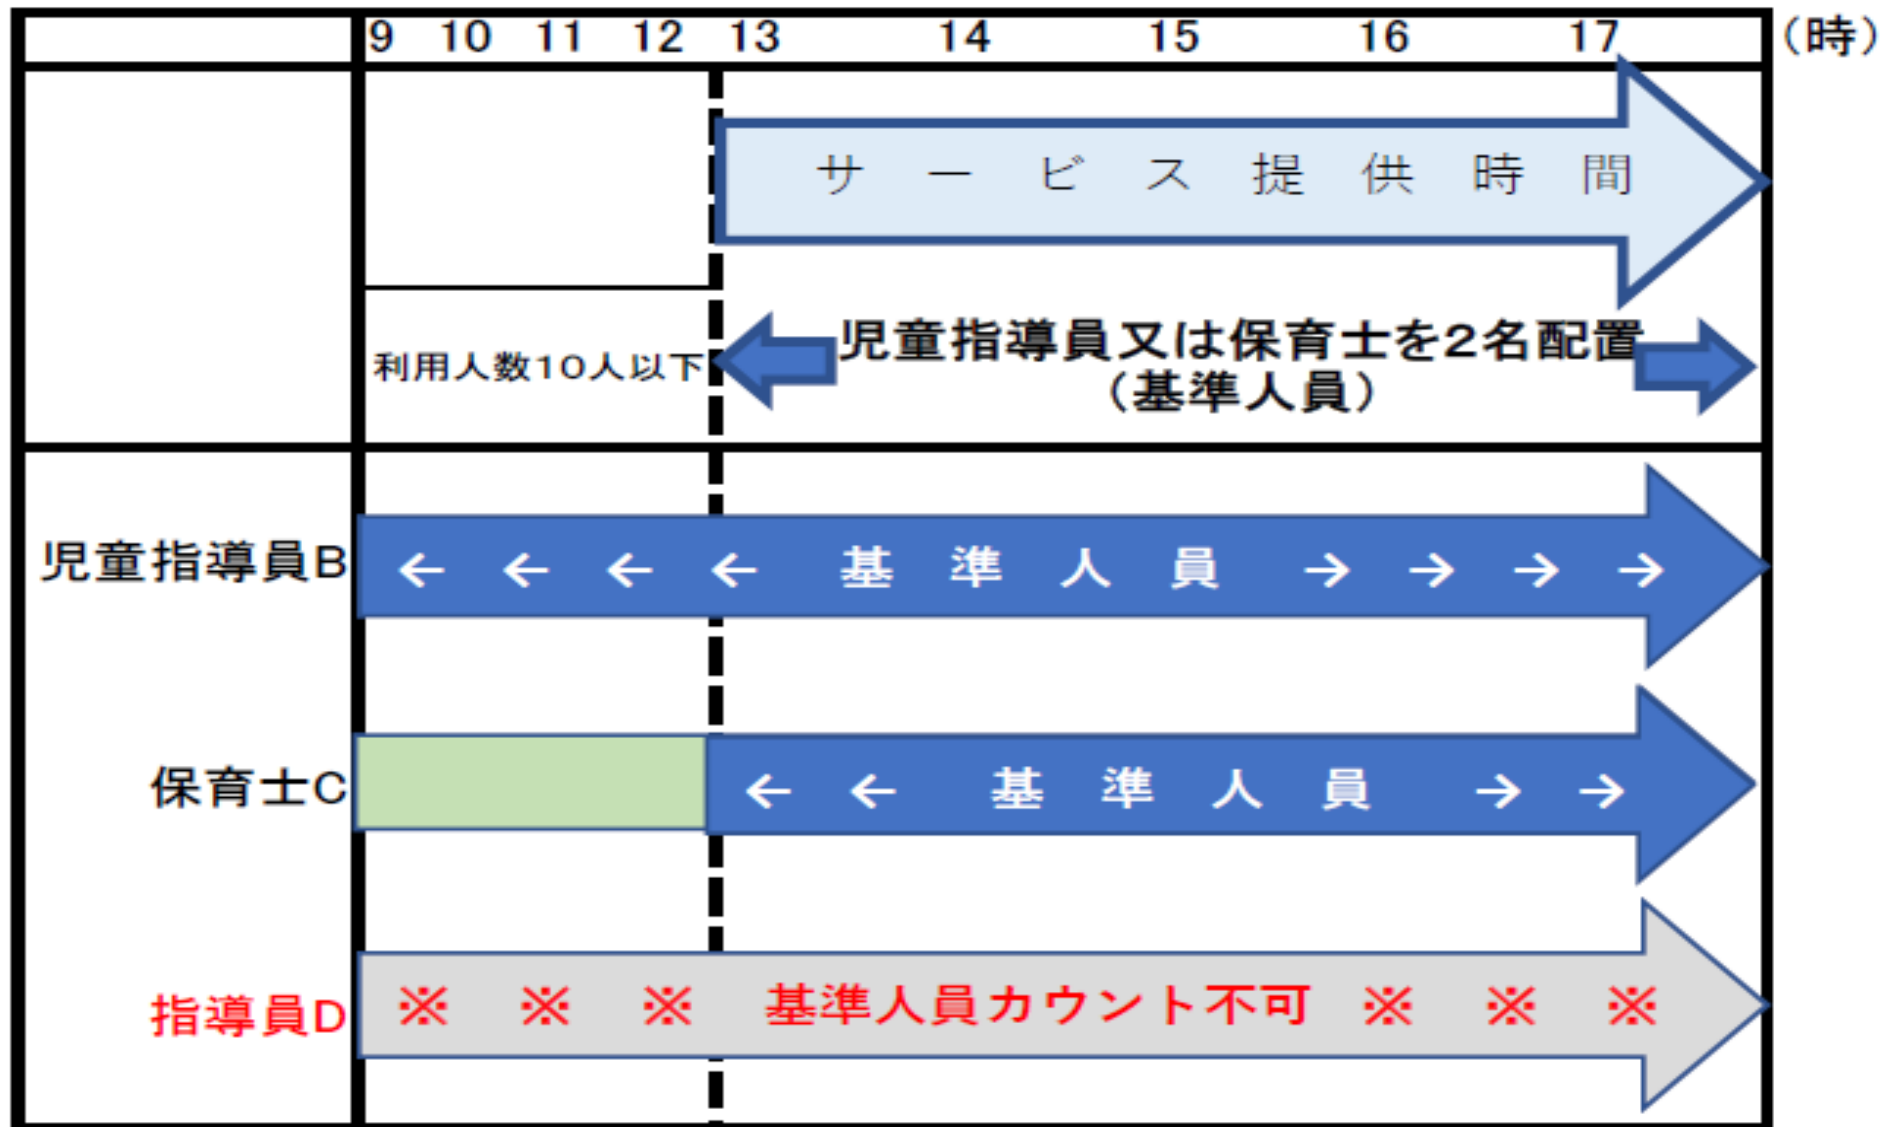 9 10 11 12 13 14 15 16 17 (時)
サービス提供時間
利用人数10人以下
児童指導員又は保育士を2名配置
(基準人員)
児童指導員B
← ← ← ← 基準人員 → → → →
保育士C
← ← 基準人員 → →
指導員D
※ ※ ※ 基準人員カウント不可 ※ ※ ※